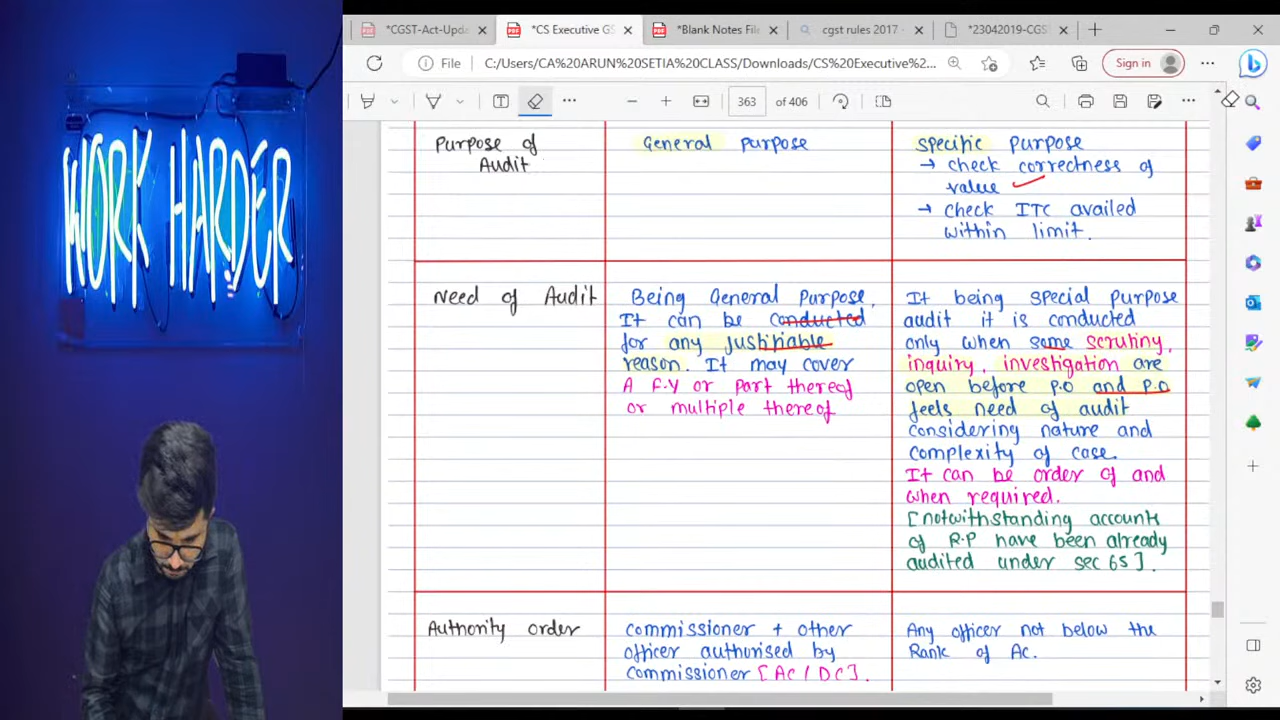 WORK HARDER
*CGST-Act-Upda
*CS Executive GS
*Blank Notes File
cgst rules 2017 -
*23042019-CGS
File
C:/Users/CA%20ARUN%20SETIA%20CLASS/Downloads/CS%20Executive%2...
Sign in
363 of 406
Purpose of
Audit
General purpose
specific purpose
→ check correctness of
value
→ check ITC availed
within limit.
Need of Audit
Being General Purpose,
It can be conducted
for any Justifiable
reason. It may cover
A F.Y or Part thereof
or multiple thereof
It being special purpose
audit it is conducted
only when some scrutiny,
inquiry, investigation are
open before P.O and P.O
feels need of audit
considering nature and
complexity of case.
It can be order of and
when required.
[notwithstanding accounts
of R.P have been already
audited under sec 65].
Authority order
commissioner + other
officer authorised by
commissioner [AC / DC].
Any officer not below the
Rank of AC.